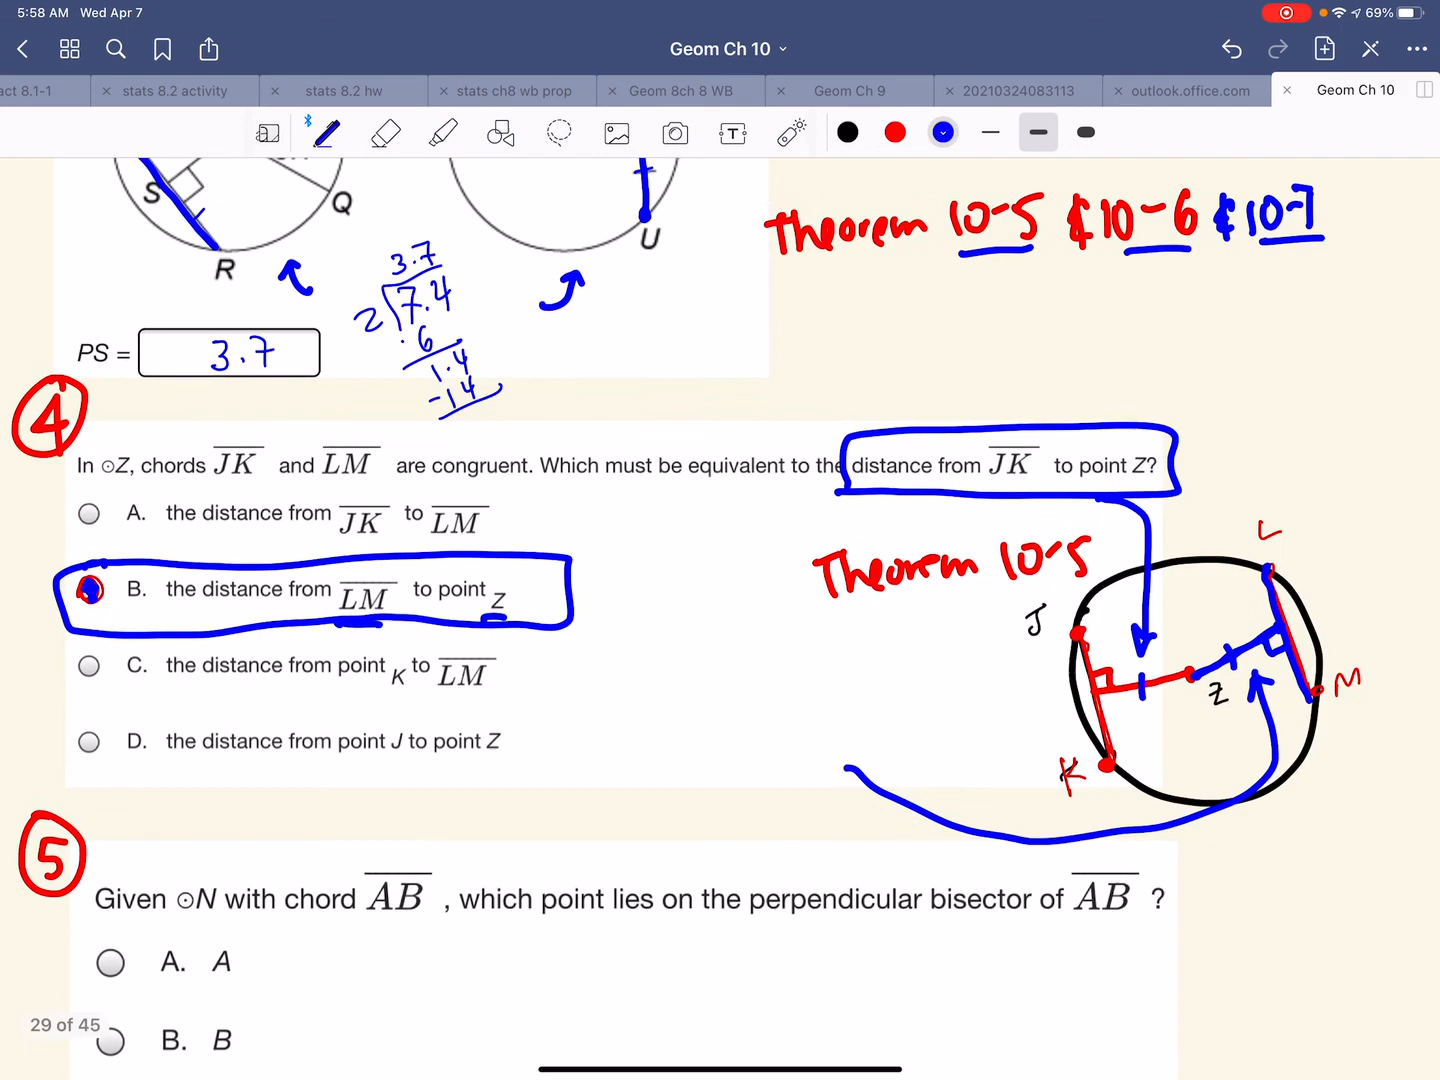 5:58 AM Wed Apr 7
69%
Geom Ch 10
act 8.1-1
stats 8.2 activity
stats 8.2 hw
stats ch8 wb prop
Geom 8ch 8 WB
Geom Ch 9
20210324083113
outlook.office.com
Geom Ch 10
T
S
Q
R
U
Theorem 10-5 & 10-6 & 10-7
3.7
2 7.4
.6
1.4
-14
PS = 3.7
4
In ⊙Z, chords JK and LM are congruent. Which must be equivalent to the distance from JK to point Z?
A. the distance from JK to LM
B. the distance from LM to point Z
C. the distance from point K to LM
D. the distance from point J to point Z
Theorem 10-5
L
J
Z
M
K
5
Given ⊙N with chord AB , which point lies on the perpendicular bisector of AB ?
A. A
B. B
29 of 45